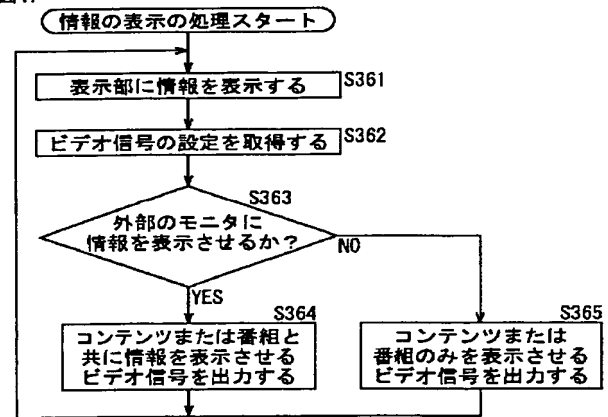 情報の表示の処理スタート
表示部に情報を表示する
S361
ビデオ信号の設定を取得する
S362
S363
外部のモニタに
情報を表示させるか？
NO
YES
S364
コンテンツまたは番組と
共に情報を表示させる
ビデオ信号を出力する
S365
コンテンツまたは
番組のみを表示させる
ビデオ信号を出力する